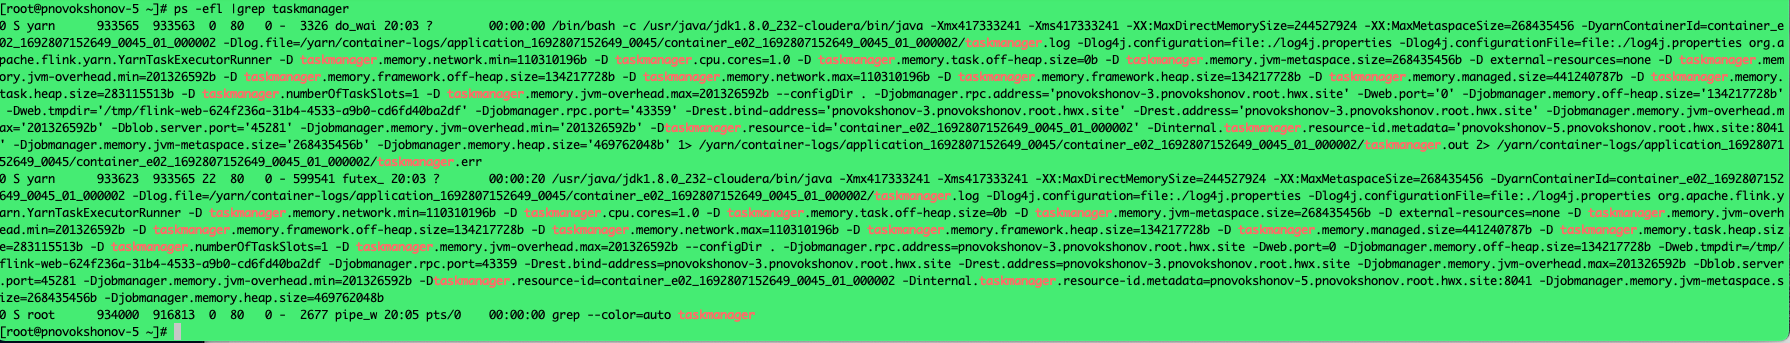 [root@pnovokshonov-5 ~]# ps -efl |grep taskmanager
0 S yarn      933565  933563  0  80   0 -  3326 do_wai 20:03 ?        00:00:00 /bin/bash -c /usr/java/jdk1.8.0_232-cloudera/bin/java -Xmx417333241 -Xms417333241 -XX:MaxDirectMemorySize=244527924 -XX:MaxMetaspaceSize=268435456 -DyarnContainerId=container_e
02_1692807152649_0045_01_000002 -Dlog.file=/yarn/container-logs/application_1692807152649_0045/container_e02_1692807152649_0045_01_000002/taskmanager.log -Dlog4j.configuration=file:./log4j.properties -Dlog4j.configurationFile=file:./log4j.properties org.a
pache.flink.yarn.YarnTaskExecutorRunner -D taskmanager.memory.network.min=110310196b -D taskmanager.cpu.cores=1.0 -D taskmanager.memory.task.off-heap.size=0b -D taskmanager.memory.jvm-metaspace.size=268435456b -D external-resources=none -D taskmanager.mem
ory.jvm-overhead.min=201326592b -D taskmanager.memory.framework.off-heap.size=134217728b -D taskmanager.memory.network.max=110310196b -D taskmanager.memory.framework.heap.size=134217728b -D taskmanager.memory.managed.size=441240787b -D taskmanager.memory.
task.heap.size=283115513b -D taskmanager.numberOfTaskSlots=1 -D taskmanager.memory.jvm-overhead.max=201326592b --configDir . -Djobmanager.rpc.address='pnovokshonov-3.pnovokshonov.root.hwx.site' -Dweb.port='0' -Djobmanager.memory.off-heap.size='134217728b'
 -Dweb.tmpdir='/tmp/flink-web-624f236a-31b4-4533-a9b0-cd6fd40ba2df' -Djobmanager.rpc.port='43359' -Drest.bind-address='pnovokshonov-3.pnovokshonov.root.hwx.site' -Drest.address='pnovokshonov-3.pnovokshonov.root.hwx.site' -Djobmanager.memory.jvm-overhead.m
ax='201326592b' -Dblob.server.port='45281' -Djobmanager.memory.jvm-overhead.min='201326592b' -Dtaskmanager.resource-id='container_e02_1692807152649_0045_01_000002' -Dinternal.taskmanager.resource-id.metadata='pnovokshonov-5.pnovokshonov.root.hwx.site:8041
' -Djobmanager.memory.jvm-metaspace.size='268435456b' -Djobmanager.memory.heap.size='469762048b' 1> /yarn/container-logs/application_1692807152649_0045/container_e02_1692807152649_0045_01_000002/taskmanager.out 2> /yarn/container-logs/application_16928071
52649_0045/container_e02_1692807152649_0045_01_000002/taskmanager.err
0 S yarn      933623  933565 22  80   0 - 599541 futex_ 20:03 ?       00:00:20 /usr/java/jdk1.8.0_232-cloudera/bin/java -Xmx417333241 -Xms417333241 -XX:MaxDirectMemorySize=244527924 -XX:MaxMetaspaceSize=268435456 -DyarnContainerId=container_e02_1692807152
649_0045_01_000002 -Dlog.file=/yarn/container-logs/application_1692807152649_0045/container_e02_1692807152649_0045_01_000002/taskmanager.log -Dlog4j.configuration=file:./log4j.properties -Dlog4j.configurationFile=file:./log4j.properties org.apache.flink.y
arn.YarnTaskExecutorRunner -D taskmanager.memory.network.min=110310196b -D taskmanager.cpu.cores=1.0 -D taskmanager.memory.task.off-heap.size=0b -D taskmanager.memory.jvm-metaspace.size=268435456b -D external-resources=none -D taskmanager.memory.jvm-overh
ead.min=201326592b -D taskmanager.memory.framework.off-heap.size=134217728b -D taskmanager.memory.network.max=110310196b -D taskmanager.memory.framework.heap.size=134217728b -D taskmanager.memory.managed.size=441240787b -D taskmanager.memory.task.heap.siz
e=283115513b -D taskmanager.numberOfTaskSlots=1 -D taskmanager.memory.jvm-overhead.max=201326592b --configDir . -Djobmanager.rpc.address=pnovokshonov-3.pnovokshonov.root.hwx.site -Dweb.port=0 -Djobmanager.memory.off-heap.size=134217728b -Dweb.tmpdir=/tmp/
flink-web-624f236a-31b4-4533-a9b0-cd6fd40ba2df -Djobmanager.rpc.port=43359 -Drest.bind-address=pnovokshonov-3.pnovokshonov.root.hwx.site -Drest.address=pnovokshonov-3.pnovokshonov.root.hwx.site -Djobmanager.memory.jvm-overhead.max=201326592b -Dblob.server
.port=45281 -Djobmanager.memory.jvm-overhead.min=201326592b -Dtaskmanager.resource-id=container_e02_1692807152649_0045_01_000002 -Dinternal.taskmanager.resource-id.metadata=pnovokshonov-5.pnovokshonov.root.hwx.site:8041 -Djobmanager.memory.jvm-metaspace.s
ize=268435456b -Djobmanager.memory.heap.size=469762048b
0 S root      934000  916813  0  80   0 -  2677 pipe_w 20:05 pts/0    00:00:00 grep --color=auto taskmanager
[root@pnovokshonov-5 ~]#